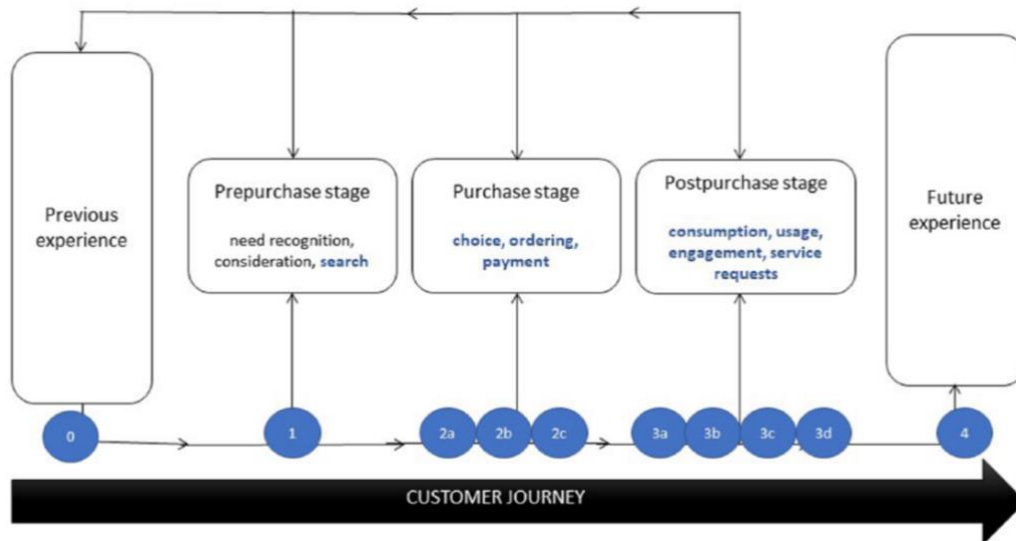 Previous
experience
Prepurchase stage
need recognition,
consideration, search
Purchase stage
choice, ordering,
payment
Postpurchase stage
consumption, usage,
engagement, service
requests
Future
experience
0
1
2a
2b
2c
3a
3b
3c
3d
4
CUSTOMER JOURNEY